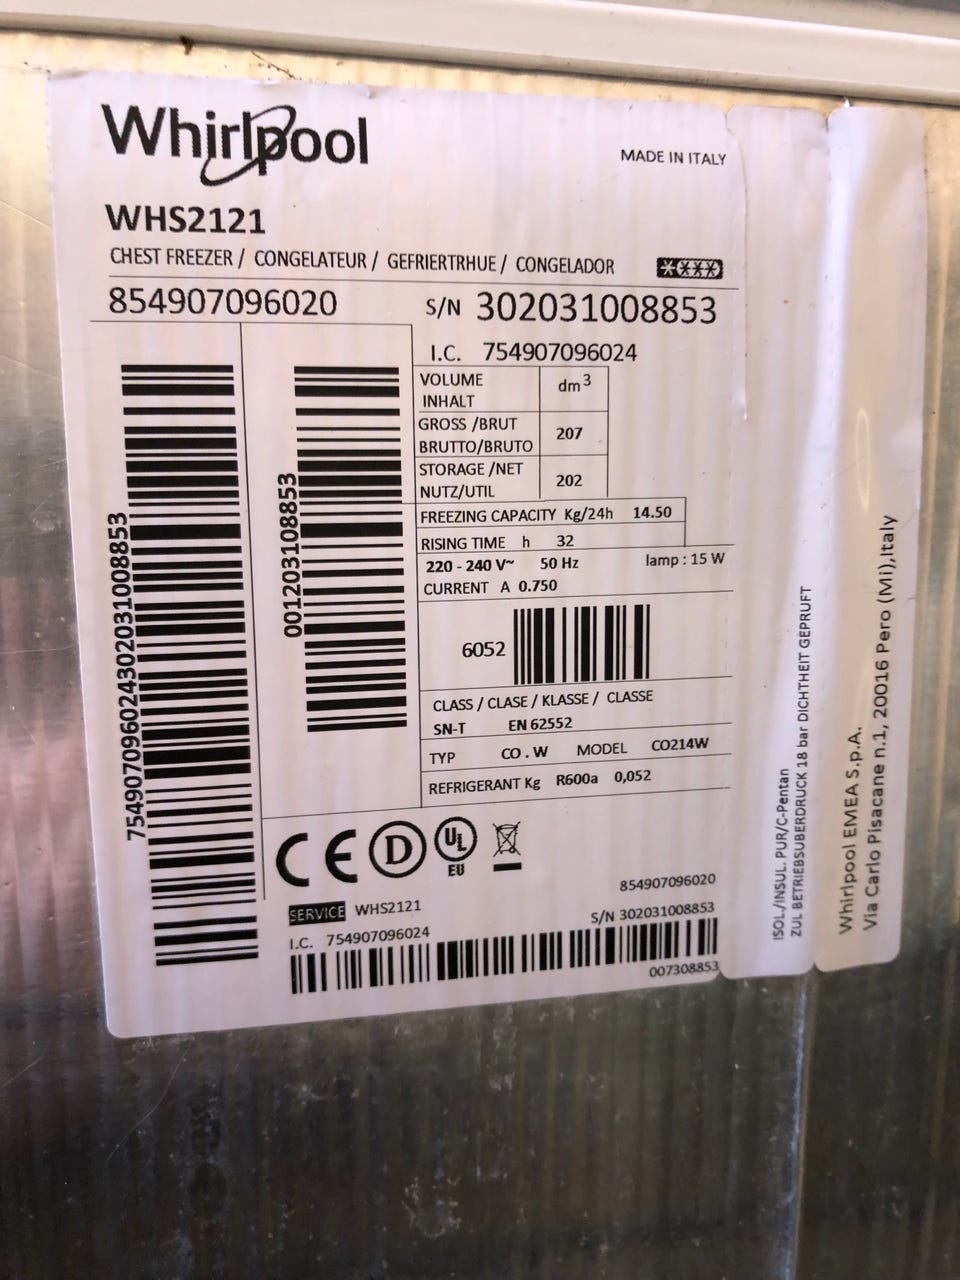 Whirlpool
MADE IN ITALY
WHS2121
CHEST FREEZER / CONGELATEUR / GEFRIERTRHUE / CONGELADOR
854907096020 S/N 302031008853
I.C. 754907096024
VOLUME
INHALT
dm3
GROSS /BRUT
BRUTTO/BRUTO
207
STORAGE /NET
NUTZ/UTIL
202
FREEZING CAPACITY Kg/24h 14.50
RISING TIME h 32
220 - 240 V~ 50 Hz lamp : 15 W
CURRENT A 0.750
6052
CLASS / CLASE / KLASSE / CLASSE
SN-T EN 62552
TYP CO . W MODEL CO214W
REFRIGERANT Kg R600a 0,052
754907096024302031008853
001203108853
CE D UL
EU
854907096020
SERVICE WHS2121
S/N 302031008853
I.C. 754907096024
007308853
ISOL./INSUL. PUR/C-Pentan
ZUL BETRIEBSUBERDRUCK 18 bar DICHTHEIT GEPRUFT
Whirlpool EMEA S.p.A.
Via Carlo Pisacane n.1, 20016 Pero (Mi),Italy